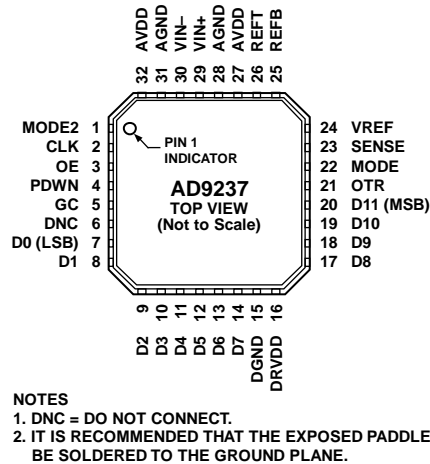 32 AVDD
31 AGND
30 VIN–
29 VIN+
28 AGND
27 AVDD
26 REFT
25 REFB
MODE2 1
CLK 2
OE 3
PDWN 4
GC 5
DNC 6
D0 (LSB) 7
D1 8
PIN 1
INDICATOR
AD9237
TOP VIEW
(Not to Scale)
24 VREF
23 SENSE
22 MODE
21 OTR
20 D11 (MSB)
19 D10
18 D9
17 D8
D2 9
D3 10
D4 11
D5 12
D6 13
D7 14
DGND 15
DRVDD 16
NOTES
1. DNC = DO NOT CONNECT.
2. IT IS RECOMMENDED THAT THE EXPOSED PADDLE
BE SOLDERED TO THE GROUND PLANE.